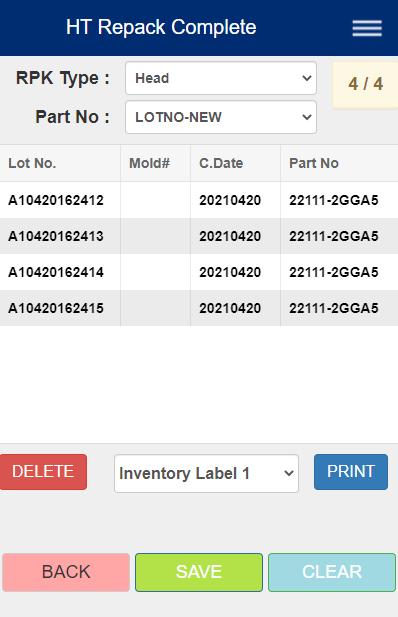 HT Repack Complete
RPK Type : Head 4 / 4
Part No : LOTNO-NEW
Lot No. Mold# C.Date Part No
A10420162412 20210420 22111-2GGA5
A10420162413 20210420 22111-2GGA5
A10420162414 20210420 22111-2GGA5
A10420162415 20210420 22111-2GGA5
DELETE Inventory Label 1 PRINT
BACK SAVE CLEAR